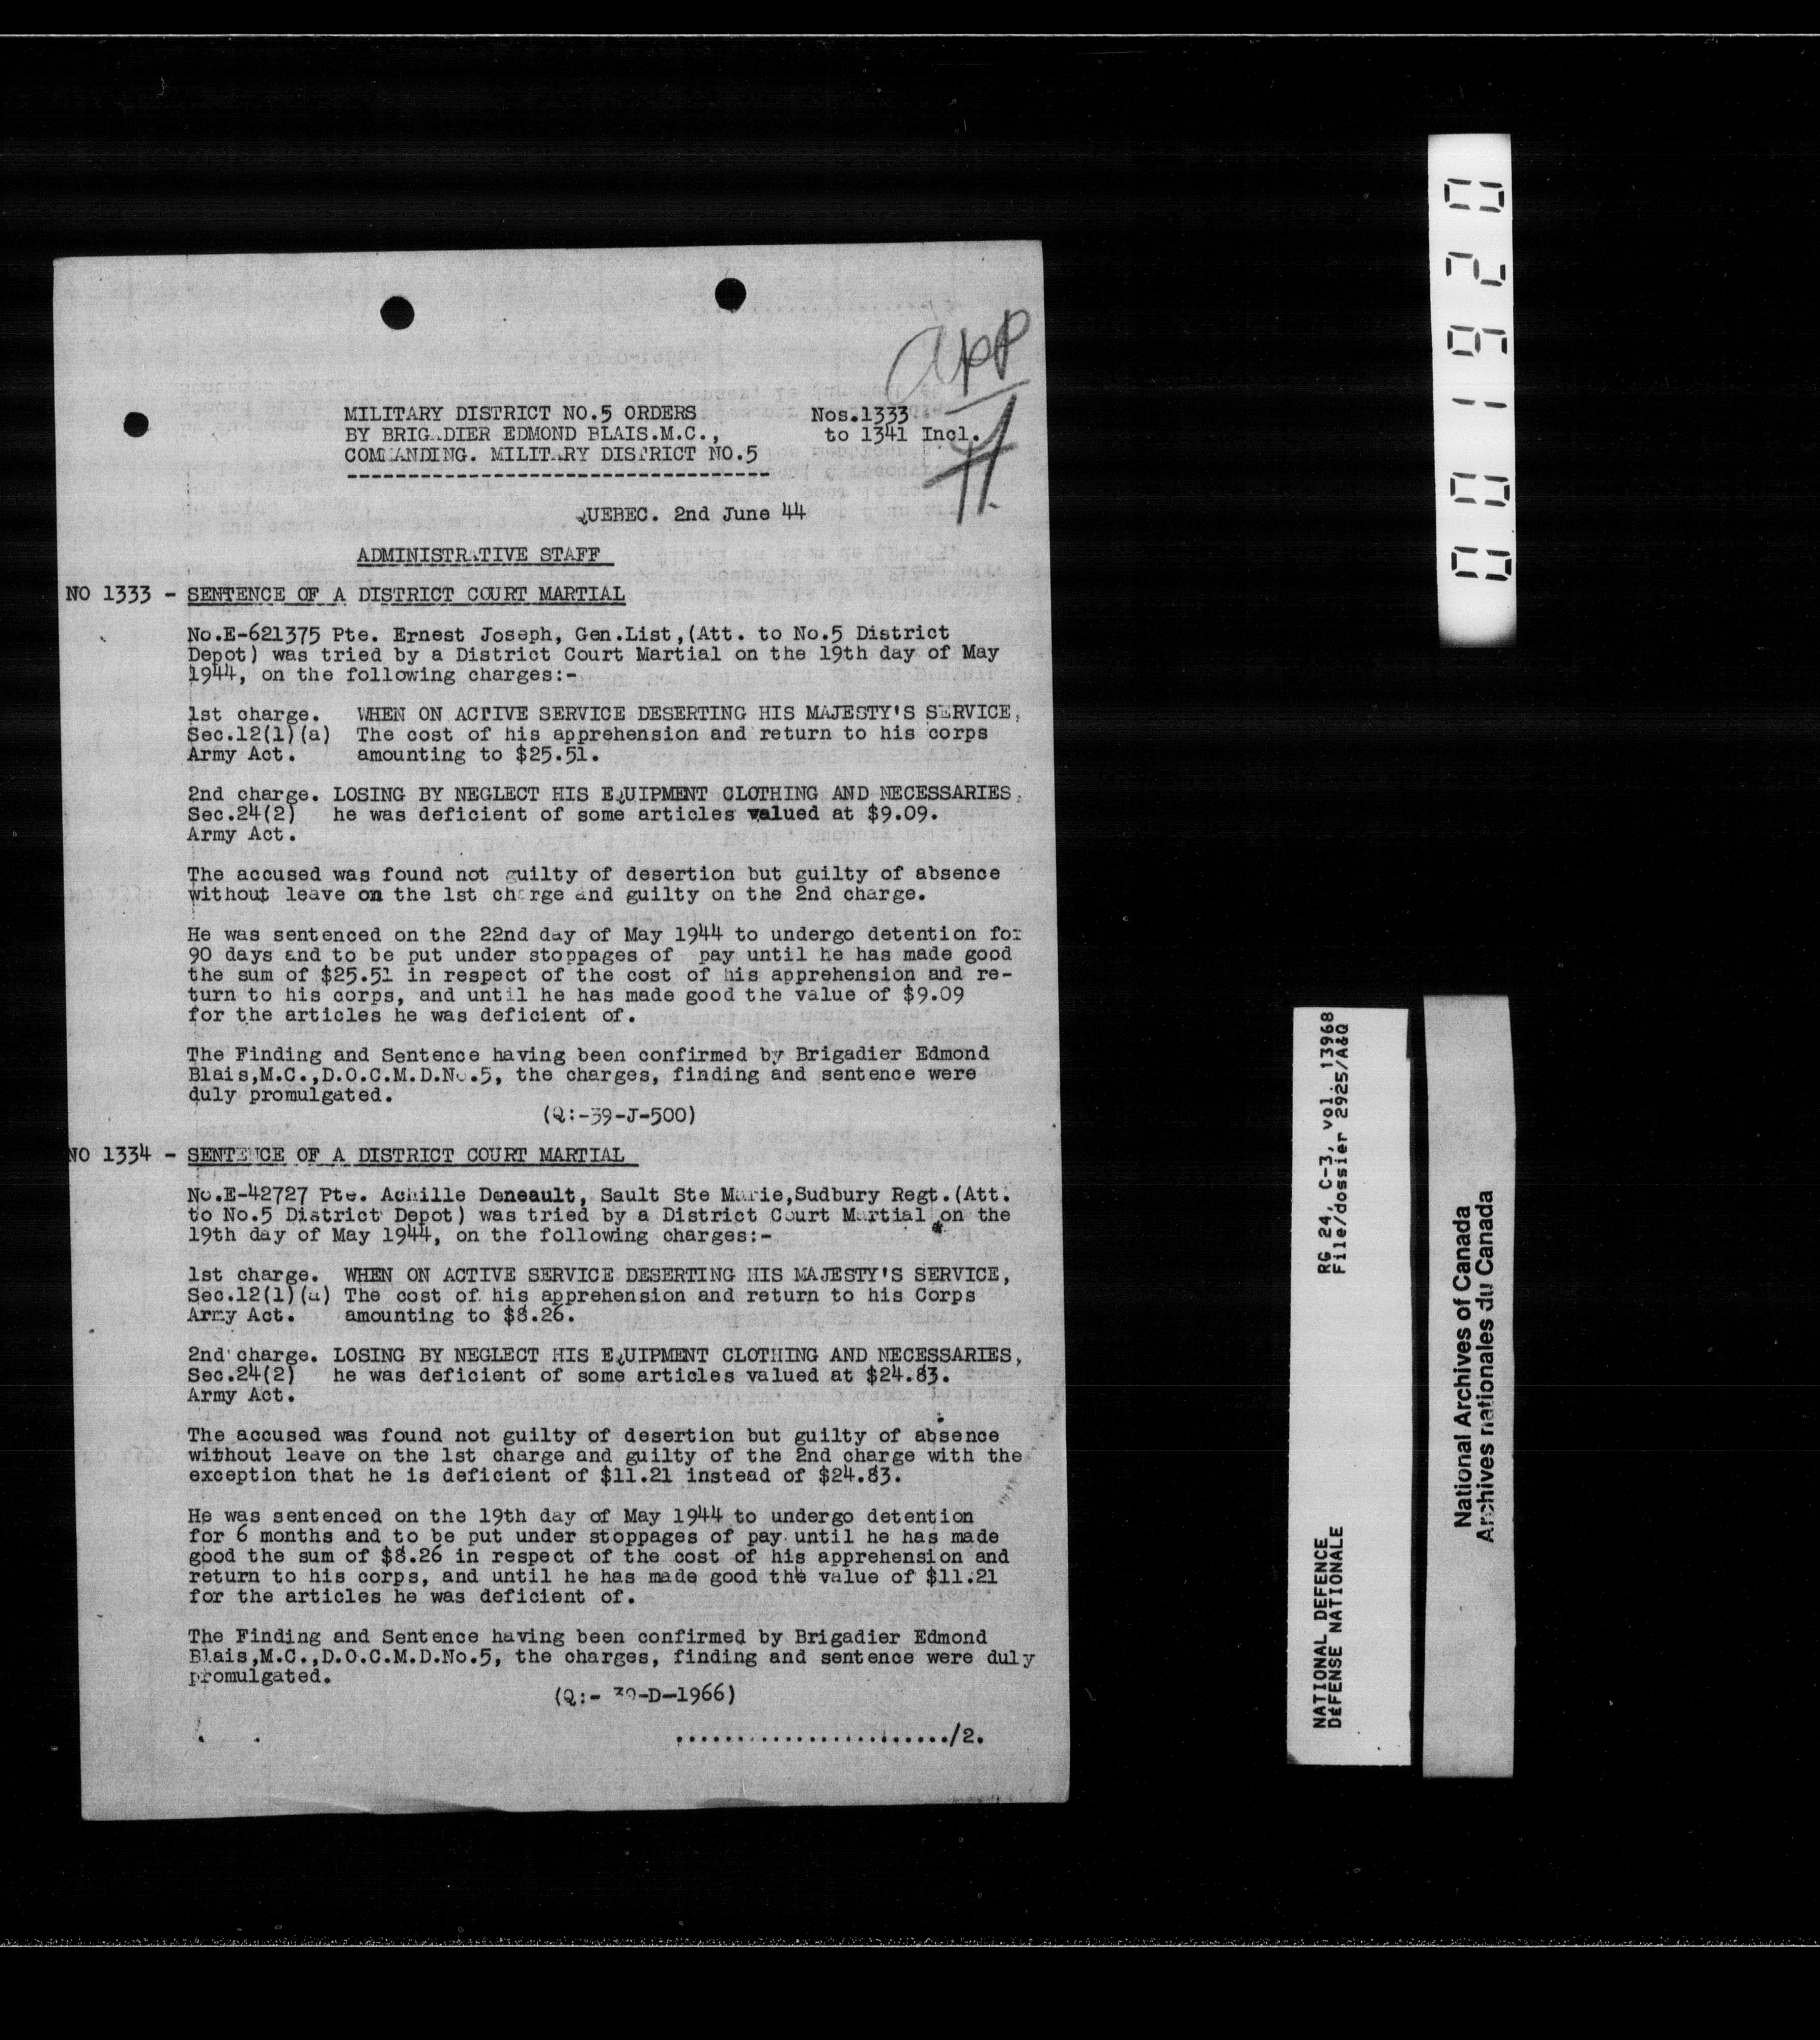 app
4.
MILITARY DISTRICT NO.5 ORDERS Nos.1333
BY BRIGADIER EDMOND BLAIS.M.C., to 1341 Incl.
COMMANDING. MILITARY DISTRICT NO.5
QUEBEC. 2nd June 44
ADMINISTRATIVE STAFF
NO 1333 - SENTENCE OF A DISTRICT COURT MARTIAL
No.E-621375 Pte. Ernest Joseph, Gen.List,(Att. to No.5 District
Depot) was tried by a District Court Martial on the 19th day of May
1944, on the following charges:-
1st charge. WHEN ON ACTIVE SERVICE DESERTING HIS MAJESTY'S SERVICE,
Sec.12(1)(a) The cost of his apprehension and return to his corps
Army Act. amounting to $25.51.
2nd charge. LOSING BY NEGLECT HIS EQUIPMENT CLOTHING AND NECESSARIES,
Sec.24(2) he was deficient of some articles valued at $9.09.
Army Act.
The accused was found not guilty of desertion but guilty of absence
without leave on the 1st charge and guilty on the 2nd charge.
He was sentenced on the 22nd day of May 1944 to undergo detention for
90 days and to be put under stoppages of pay until he has made good
the sum of $25.51 in respect of the cost of his apprehension and re-
turn to his corps, and until he has made good the value of $9.09
for the articles he was deficient of.
The Finding and Sentence having been confirmed by Brigadier Edmond
Blais,M.C.,D.O.C.M.D.No.5, the charges, finding and sentence were
duly promulgated.
(Q:-39-J-500)
NO 1334 - SENTENCE OF A DISTRICT COURT MARTIAL
No.E-42727 Pte. Achille Deneault, Sault Ste Marie,Sudbury Regt.(Att.
to No.5 District Depot) was tried by a District Court Martial on the
19th day of May 1944, on the following charges:-
1st charge. WHEN ON ACTIVE SERVICE DESERTING HIS MAJESTY'S SERVICE,
Sec.12(1)(a) The cost of his apprehension and return to his Corps
Army Act. amounting to $8.26.
2nd charge. LOSING BY NEGLECT HIS EQUIPMENT CLOTHING AND NECESSARIES,
Sec.24(2) he was deficient of some articles valued at $24.83.
Army Act.
The accused was found not guilty of desertion but guilty of absence
without leave on the 1st charge and guilty of the 2nd charge with the
exception that he is deficient of $11.21 instead of $24.83.
He was sentenced on the 19th day of May 1944 to undergo detention
for 6 months and to be put under stoppages of pay until he has made
good the sum of $8.26 in respect of the cost of his apprehension and
return to his corps, and until he has made good the value of $11.21
for the articles he was deficient of.
The Finding and Sentence having been confirmed by Brigadier Edmond
Blais,M.C.,D.O.C.M.D.No.5, the charges, finding and sentence were duly
promulgated.
(Q:- 39-D-1966)
......................./2.
001920
NATIONAL DEFENCE RG 24, C-3, vol. 13968
DéFENSE NATIONALE File/dossier 2925/A&Q
National Archives of Canada
Archives nationales du Canada